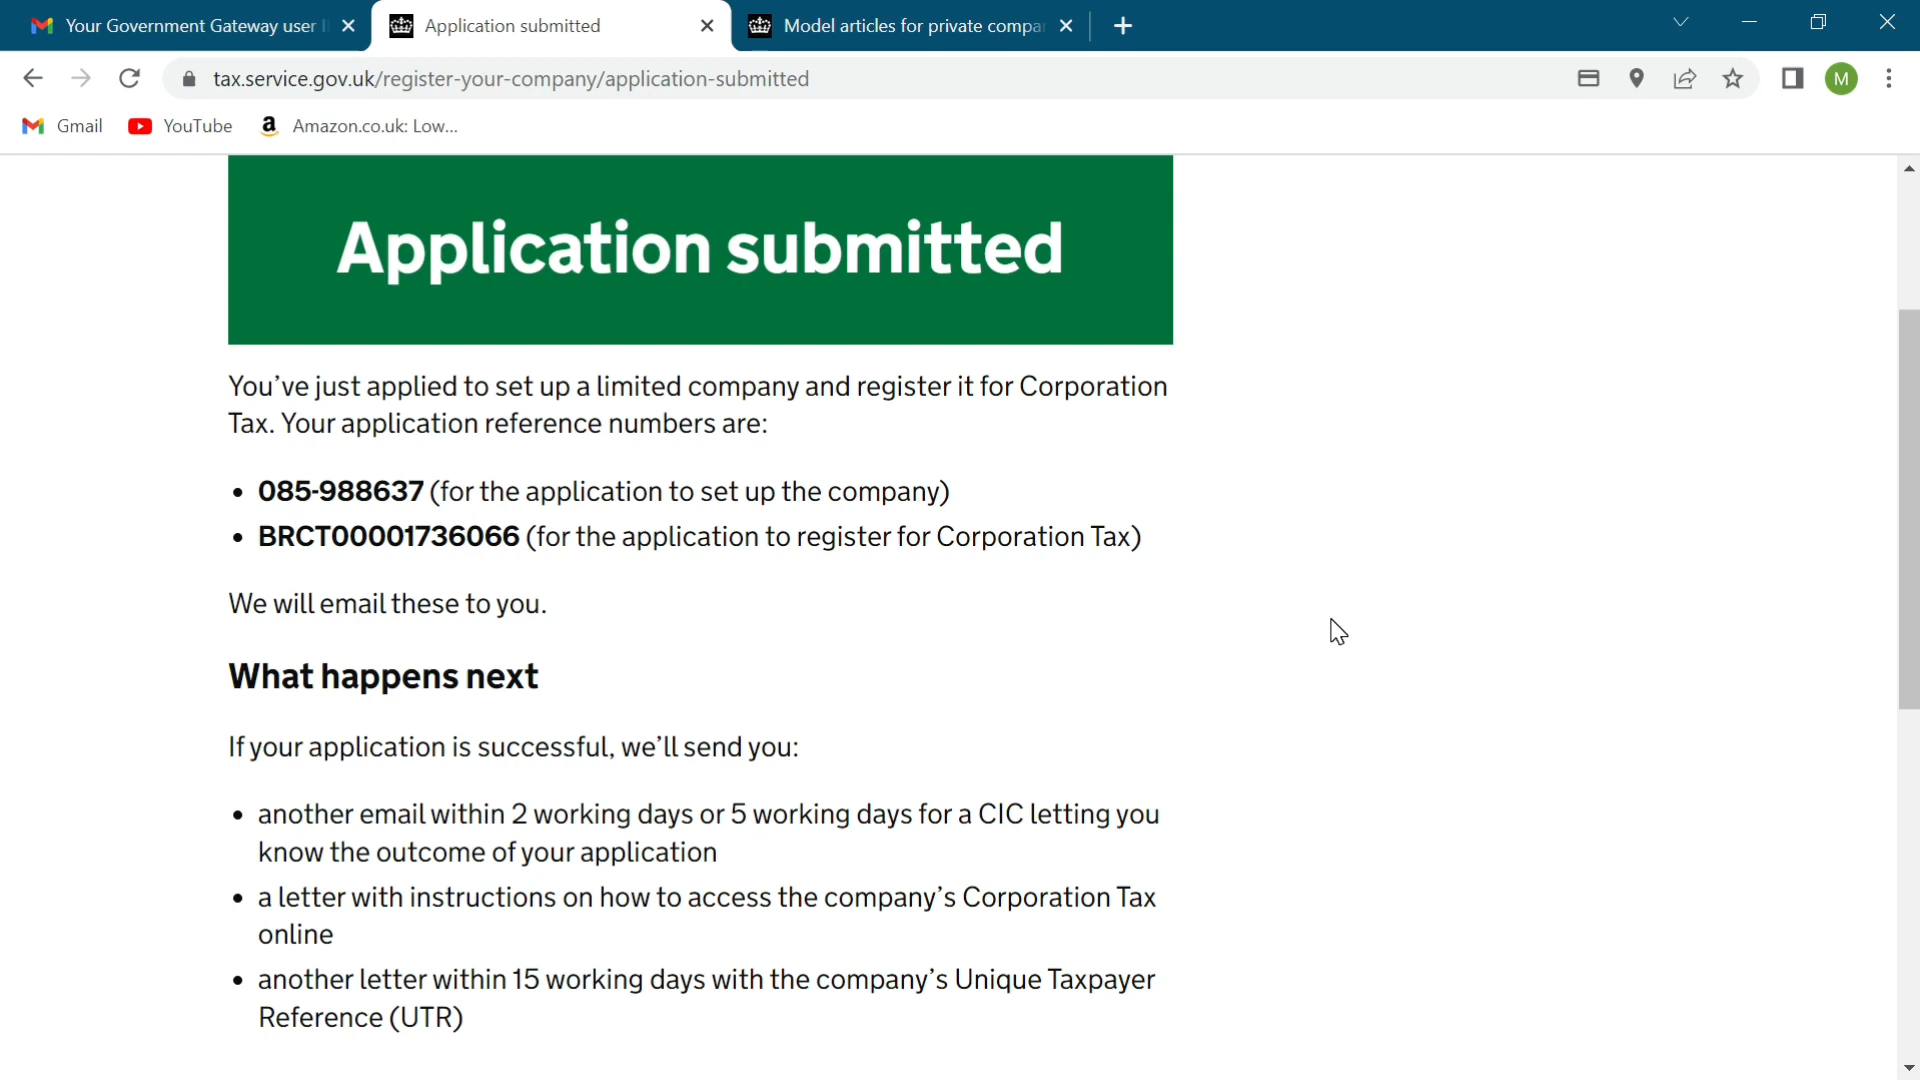 Your Government Gateway user I
Application submitted
Model articles for private compa
tax.service.gov.uk/register-your-company/application-submitted
M
Gmail
YouTube
Amazon.co.uk: Low...
Application submitted
You've just applied to set up a limited company and register it for Corporation
Tax. Your application reference numbers are:
• 085-988637 (for the application to set up the company)
• BRCT00001736066 (for the application to register for Corporation Tax)
We will email these to you.
What happens next
If your application is successful, we'll send you:
• another email within 2 working days or 5 working days for a CIC letting you
know the outcome of your application
• a letter with instructions on how to access the company's Corporation Tax
online
• another letter within 15 working days with the company's Unique Taxpayer
Reference (UTR)